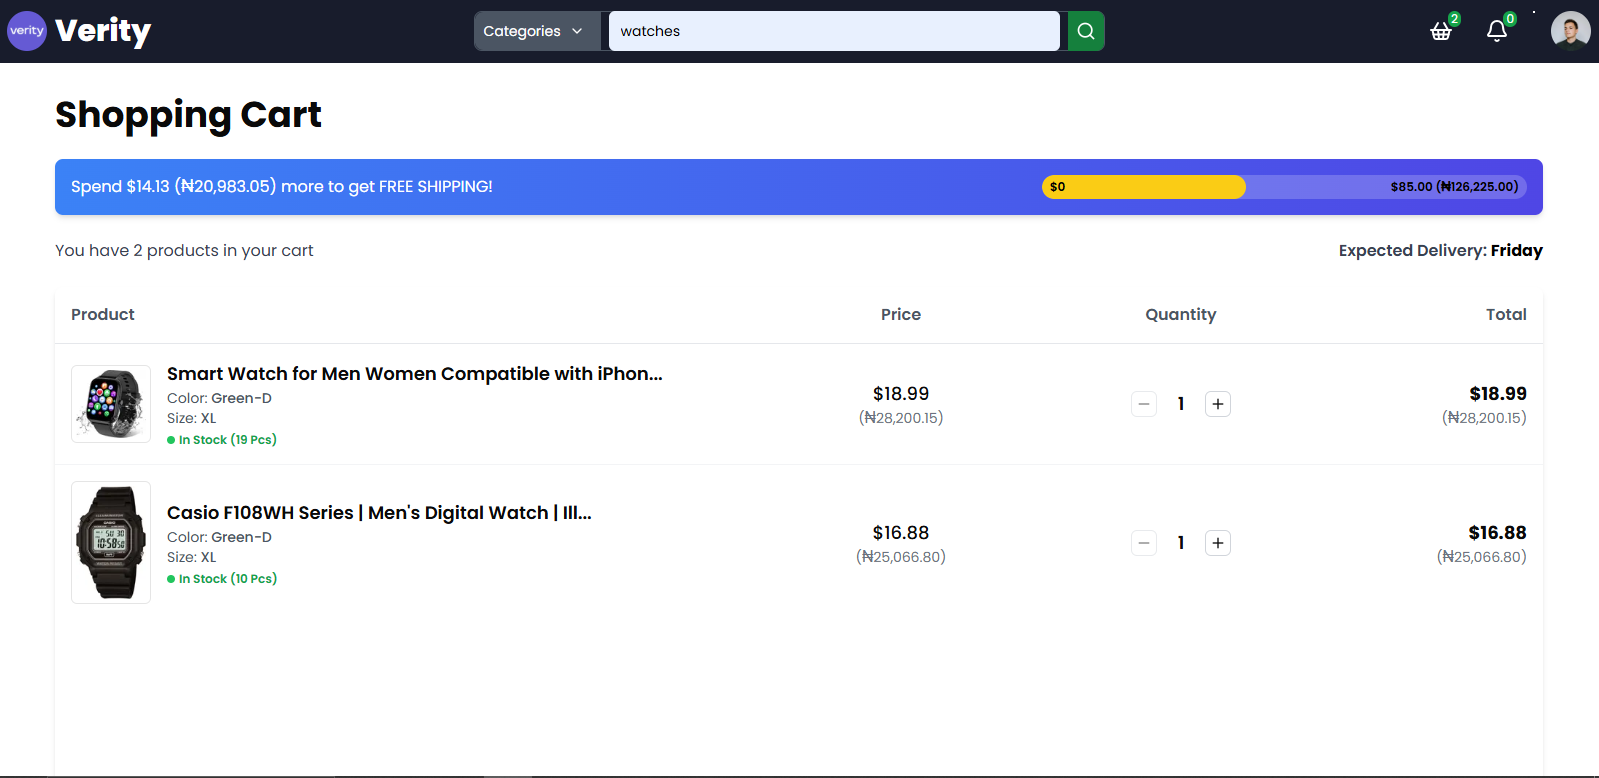 verity Verity Categories watches 2 0
Shopping Cart
Spend $14.13 (₦20,983.05) more to get FREE SHIPPING! $0 $85.00 (₦126,225.00)
You have 2 products in your cart Expected Delivery: Friday
Product Price Quantity Total
Smart Watch for Men Women Compatible with iPhon...
Color: Green-D
Size: XL
In Stock (19 Pcs)
$18.99
(₦28,200.15)
1
$18.99
(₦28,200.15)
Casio F108WH Series | Men's Digital Watch | Ill...
Color: Green-D
Size: XL
In Stock (10 Pcs)
$16.88
(₦25,066.80)
1
$16.88
(₦25,066.80)
CASIO
10:58